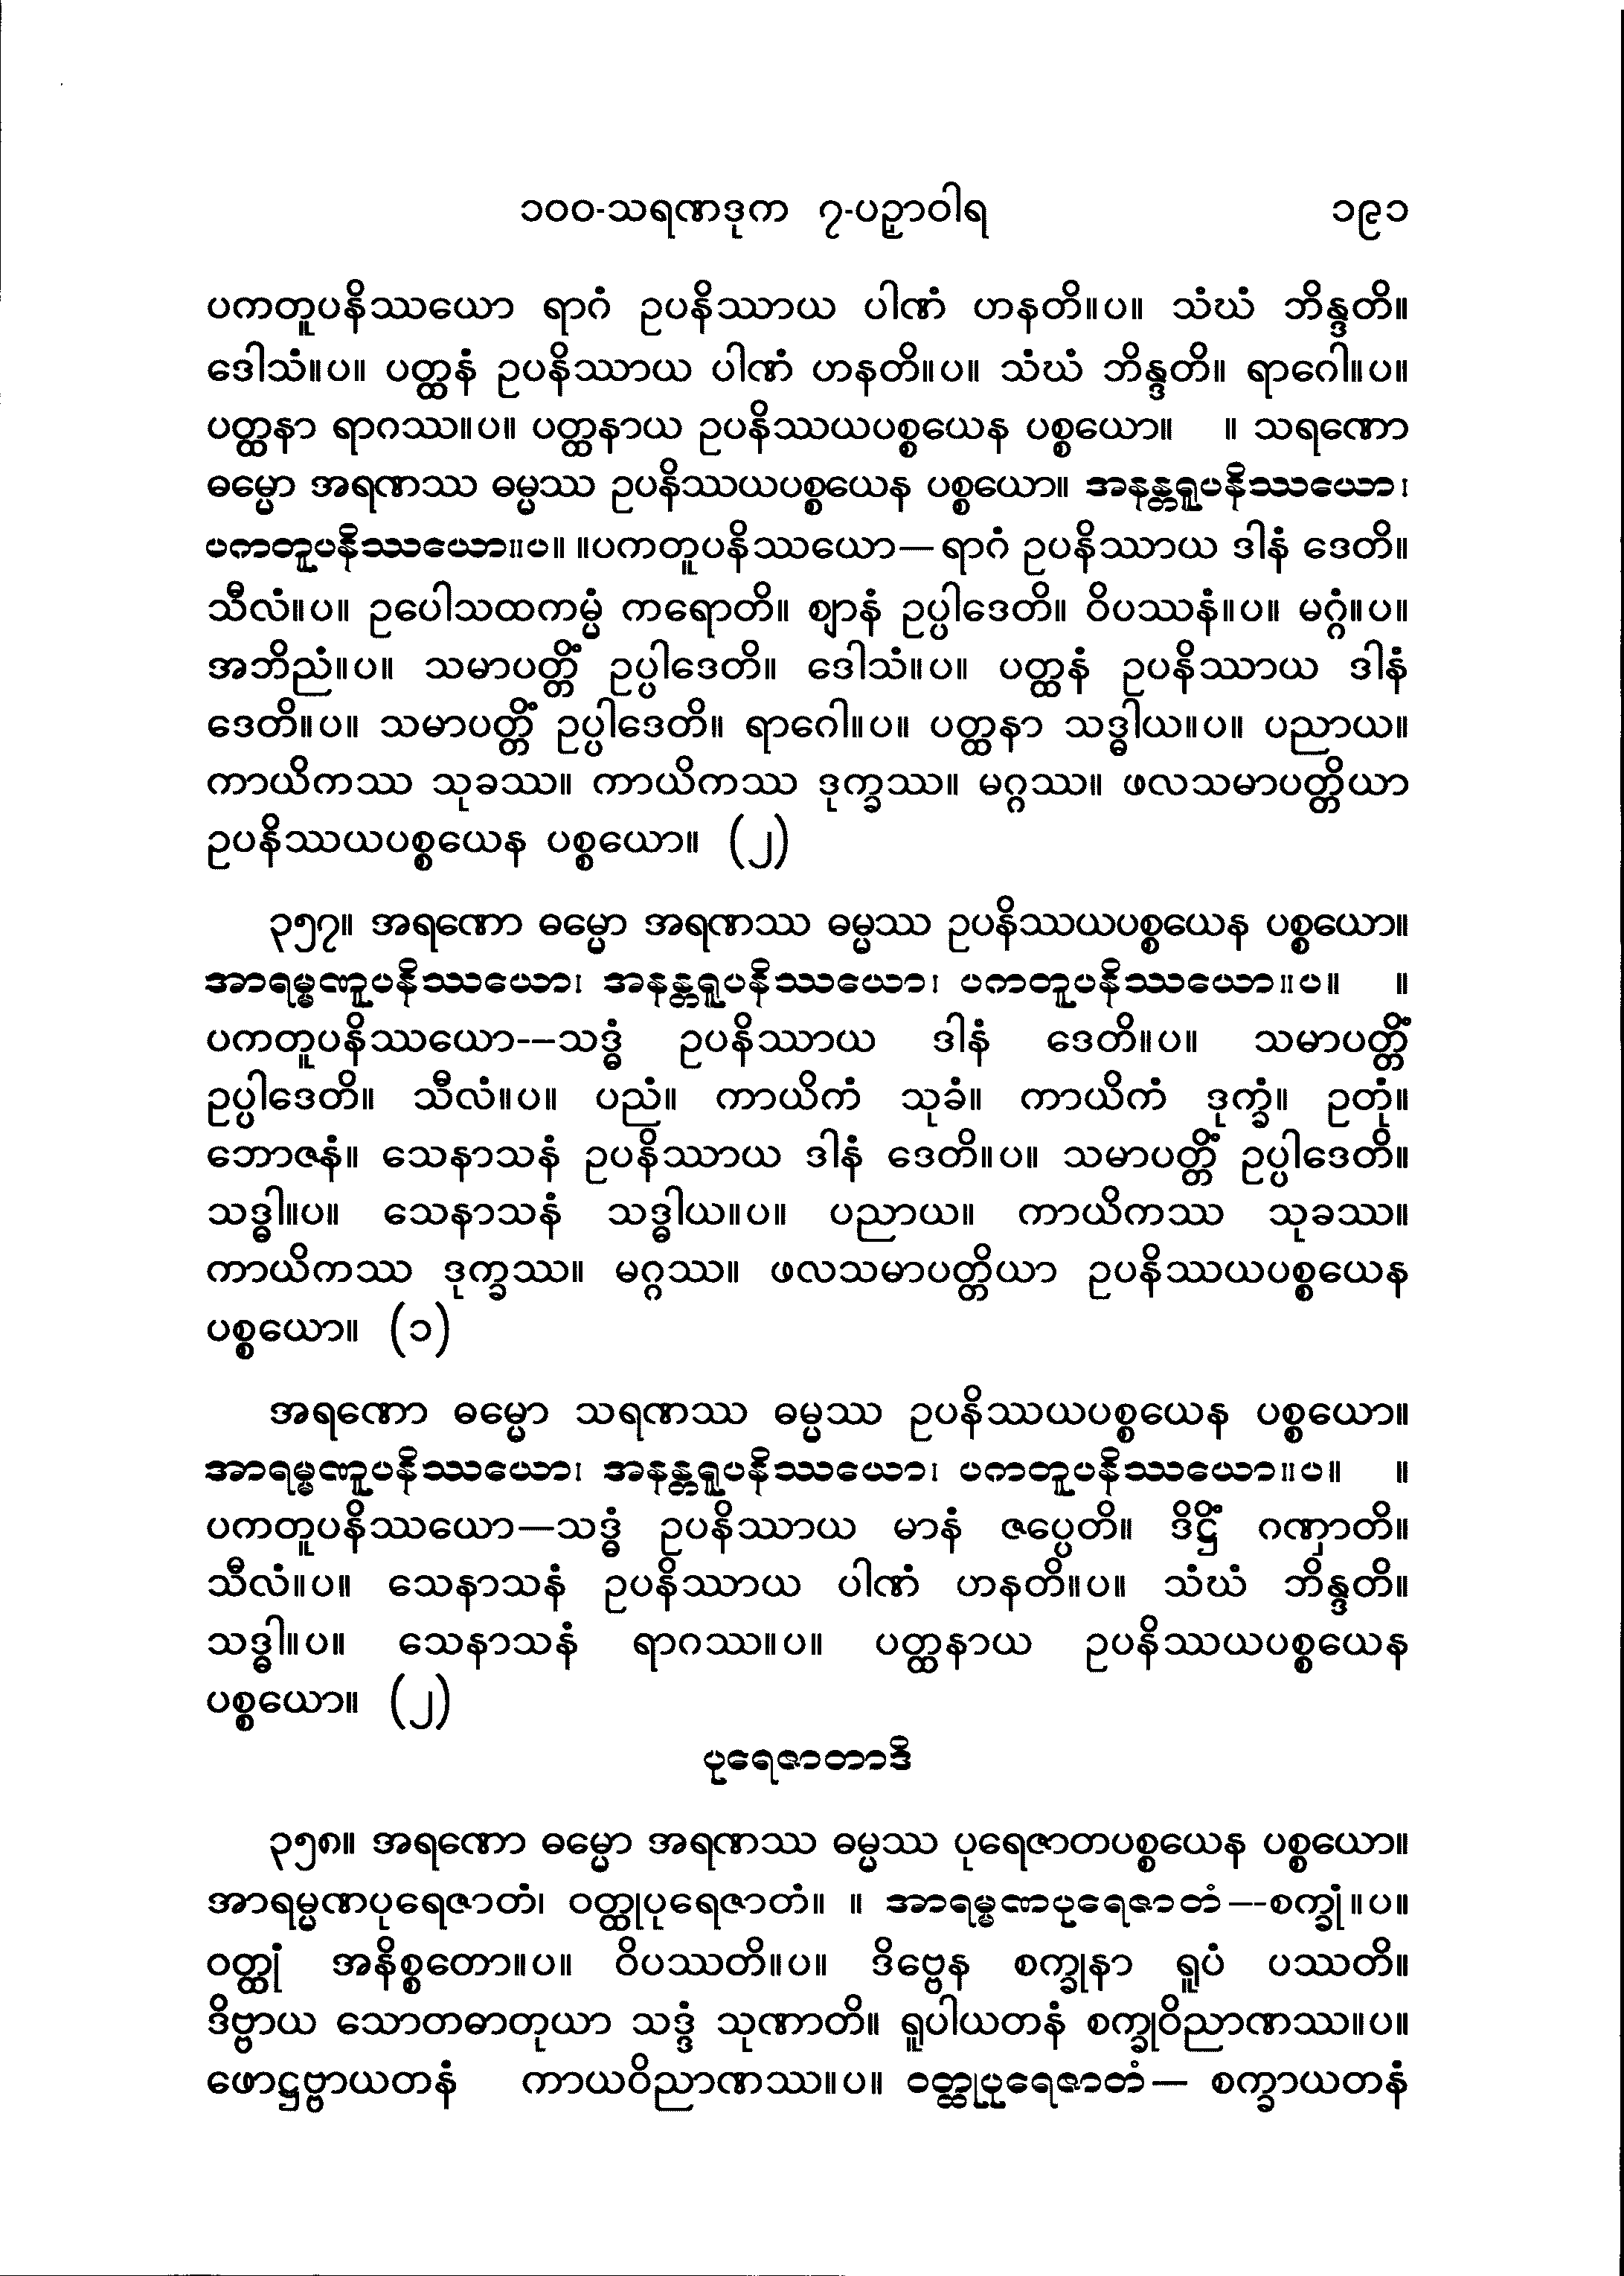 ၁၀၀-သရဏဒုက ၇-ပဉှာဝါရ ၁၉၁
ပကတူပနိဿယော ရာဂံ ဥပနိဿာယ ပါဏံ ဟနတိ။ပ။ သံဃံ ဘိန္ဒတိ။
ဒေါသံ။ပ။ ပတ္ထနံ ဥပနိဿာယ ပါဏံ ဟနတိ။ပ။ သံဃံ ဘိန္ဒတိ။ ရာဂေါ။ပ။
ပတ္ထနာ ရာဂဿ။ပ။ ပတ္ထနာယ ဥပနိဿယပစ္စယေန ပစ္စယော။ ။ သရဏော
ဓမ္မော အရဏဿ ဓမ္မဿ ဥပနိဿယပစ္စယေန ပစ္စယော။ အနန္တရူပနိဿယော၊
ပကတူပနိဿယော။ပ။ ။ပကတူပနိဿယော—ရာဂံ ဥပနိဿာယ ဒါနံ ဒေတိ။
သီလံ။ပ။ ဥပေါသထကမ္မံ ကရောတိ။ ဈာနံ ဥပ္ပါဒေတိ။ ဝိပဿနံ။ပ။ မဂ္ဂံ။ပ။
အဘိညံ။ပ။ သမာပတ္တိံ ဥပ္ပါဒေတိ။ ဒေါသံ။ပ။ ပတ္ထနံ ဥပနိဿာယ ဒါနံ
ဒေတိ။ပ။ သမာပတ္တိံ ဥပ္ပါဒေတိ။ ရာဂေါ။ပ။ ပတ္ထနာ သဒ္ဓါယ။ပ။ ပညာယ။
ကာယိကဿ သုခဿ။ ကာယိကဿ ဒုက္ခဿ။ မဂ္ဂဿ။ ဖလသမာပတ္တိယာ
ဥပနိဿယပစ္စယေန ပစ္စယော။ (၂)
၃၅၇။ အရဏော ဓမ္မော အရဏဿ ဓမ္မဿ ဥပနိဿယပစ္စယေန ပစ္စယော။
အာရမ္မဏူပနိဿယော၊ အနန္တရူပနိဿယော၊ ပကတူပနိဿယော။ပ။ ။
ပကတူပနိဿယော--သဒ္ဓံ ဥပနိဿာယ ဒါနံ ဒေတိ။ပ။ သမာပတ္တိံ
ဥပ္ပါဒေတိ။ သီလံ။ပ။ ပညံ။ ကာယိကံ သုခံ။ ကာယိကံ ဒုက္ခံ။ ဥတုံ။
ဘောဇနံ။ သေနာသနံ ဥပနိဿာယ ဒါနံ ဒေတိ။ပ။ သမာပတ္တိံ ဥပ္ပါဒေတိ။
သဒ္ဓါ။ပ။ သေနာသနံ သဒ္ဓါယ။ပ။ ပညာယ။ ကာယိကဿ သုခဿ။
ကာယိကဿ ဒုက္ခဿ။ မဂ္ဂဿ။ ဖလသမာပတ္တိယာ ဥပနိဿယပစ္စယေန
ပစ္စယော။ (၁)
အရဏော ဓမ္မော သရဏဿ ဓမ္မဿ ဥပနိဿယပစ္စယေန ပစ္စယော။
အာရမ္မဏူပနိဿယော၊ အနန္တရူပနိဿယော၊ ပကတူပနိဿယော။ပ။ ။
ပကတူပနိဿယော—သဒ္ဓံ ဥပနိဿာယ မာနံ ဇပ္ပေတိ။ ဒိဋ္ဌိံ ဂဏှာတိ။
သီလံ။ပ။ သေနာသနံ ဥပနိဿာယ ပါဏံ ဟနတိ။ပ။ သံဃံ ဘိန္ဒတိ။
သဒ္ဓါ။ပ။ သေနာသနံ ရာဂဿ။ပ။ ပတ္ထနာယ ဥပနိဿယပစ္စယေန
ပစ္စယော။ (၂)
ပုရေဇာတာဒိ
၃၅၈။ အရဏော ဓမ္မော အရဏဿ ဓမ္မဿ ပုရေဇာတပစ္စယေန ပစ္စယော။
အာရမ္မဏပုရေဇာတံ၊ ဝတ္ထုပုရေဇာတံ။ ။ အာရမ္မဏပုရေဇာတံ--စက္ခုံ။ပ။
ဝတ္ထုံ အနိစ္စတော။ပ။ ဝိပဿတိ။ပ။ ဒိဗ္ဗေန စက္ခုနာ ရူပံ ပဿတိ။
ဒိဗ္ဗာယ သောတဓာတုယာ သဒ္ဒံ သုဏာတိ။ ရူပါယတနံ စက္ခုဝိညာဏဿ။ပ။
ဖောဋ္ဌဗ္ဗာယတနံ ကာယဝိညာဏဿ။ပ။ ဝတ္ထုပုရေဇာတံ— စက္ခာယတနံ